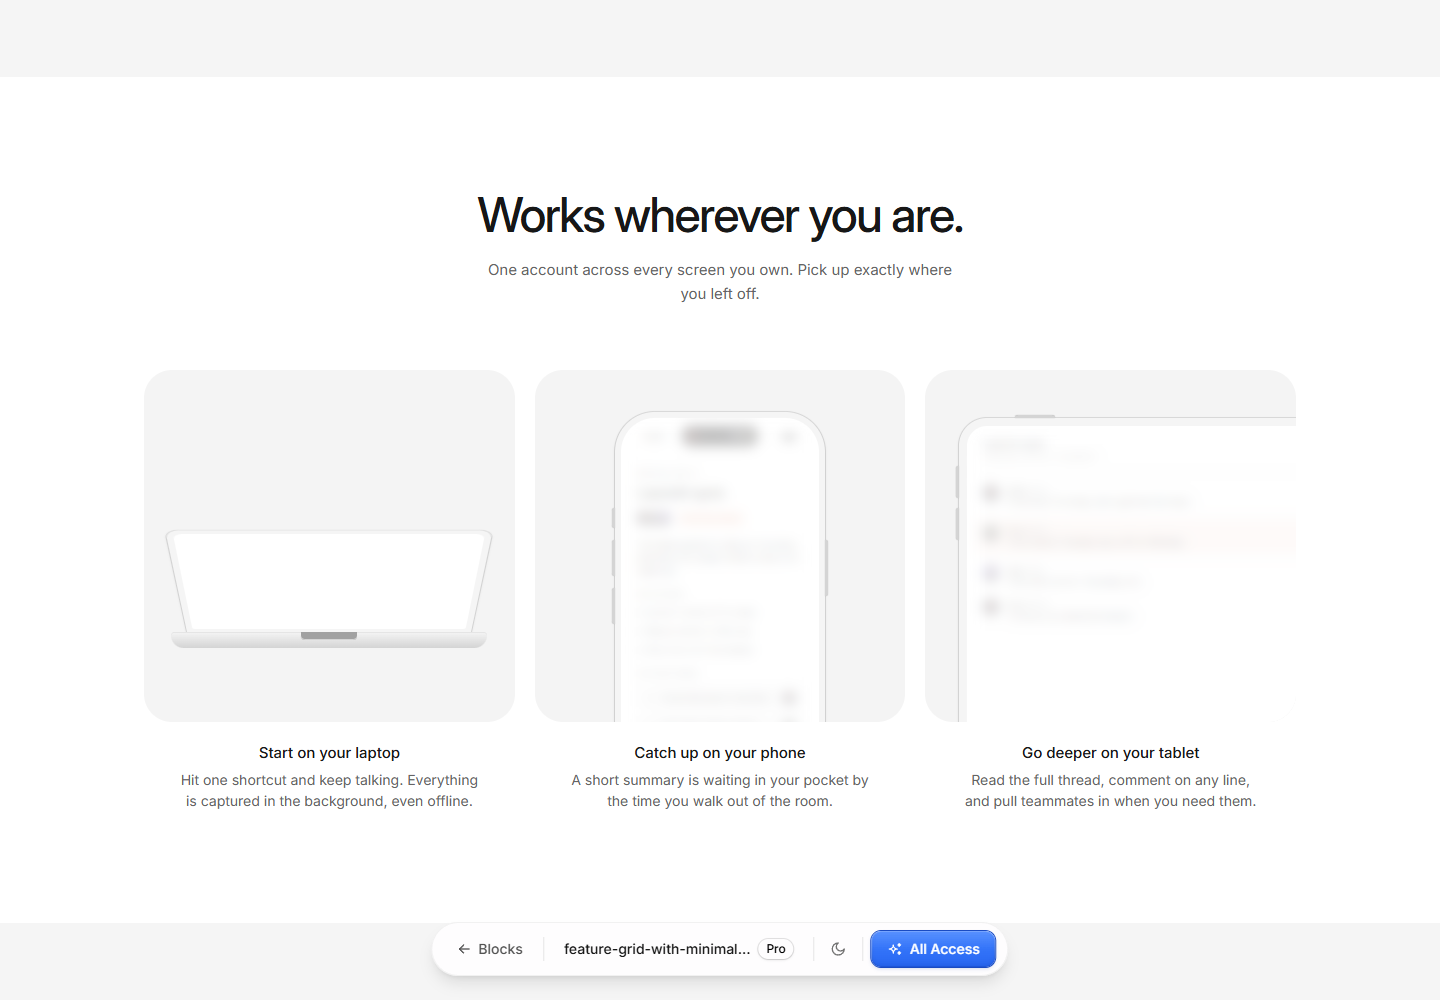 Works wherever you are.
One account across every screen you own. Pick up exactly where
you left off.
Start on your laptop
Hit one shortcut and keep talking. Everything
is captured in the background, even offline.
Catch up on your phone
A short summary is waiting in your pocket by
the time you walk out of the room.
Go deeper on your tablet
Read the full thread, comment on any line,
and pull teammates in when you need them.
Blocks
feature-grid-with-minimal...
Pro
All Access